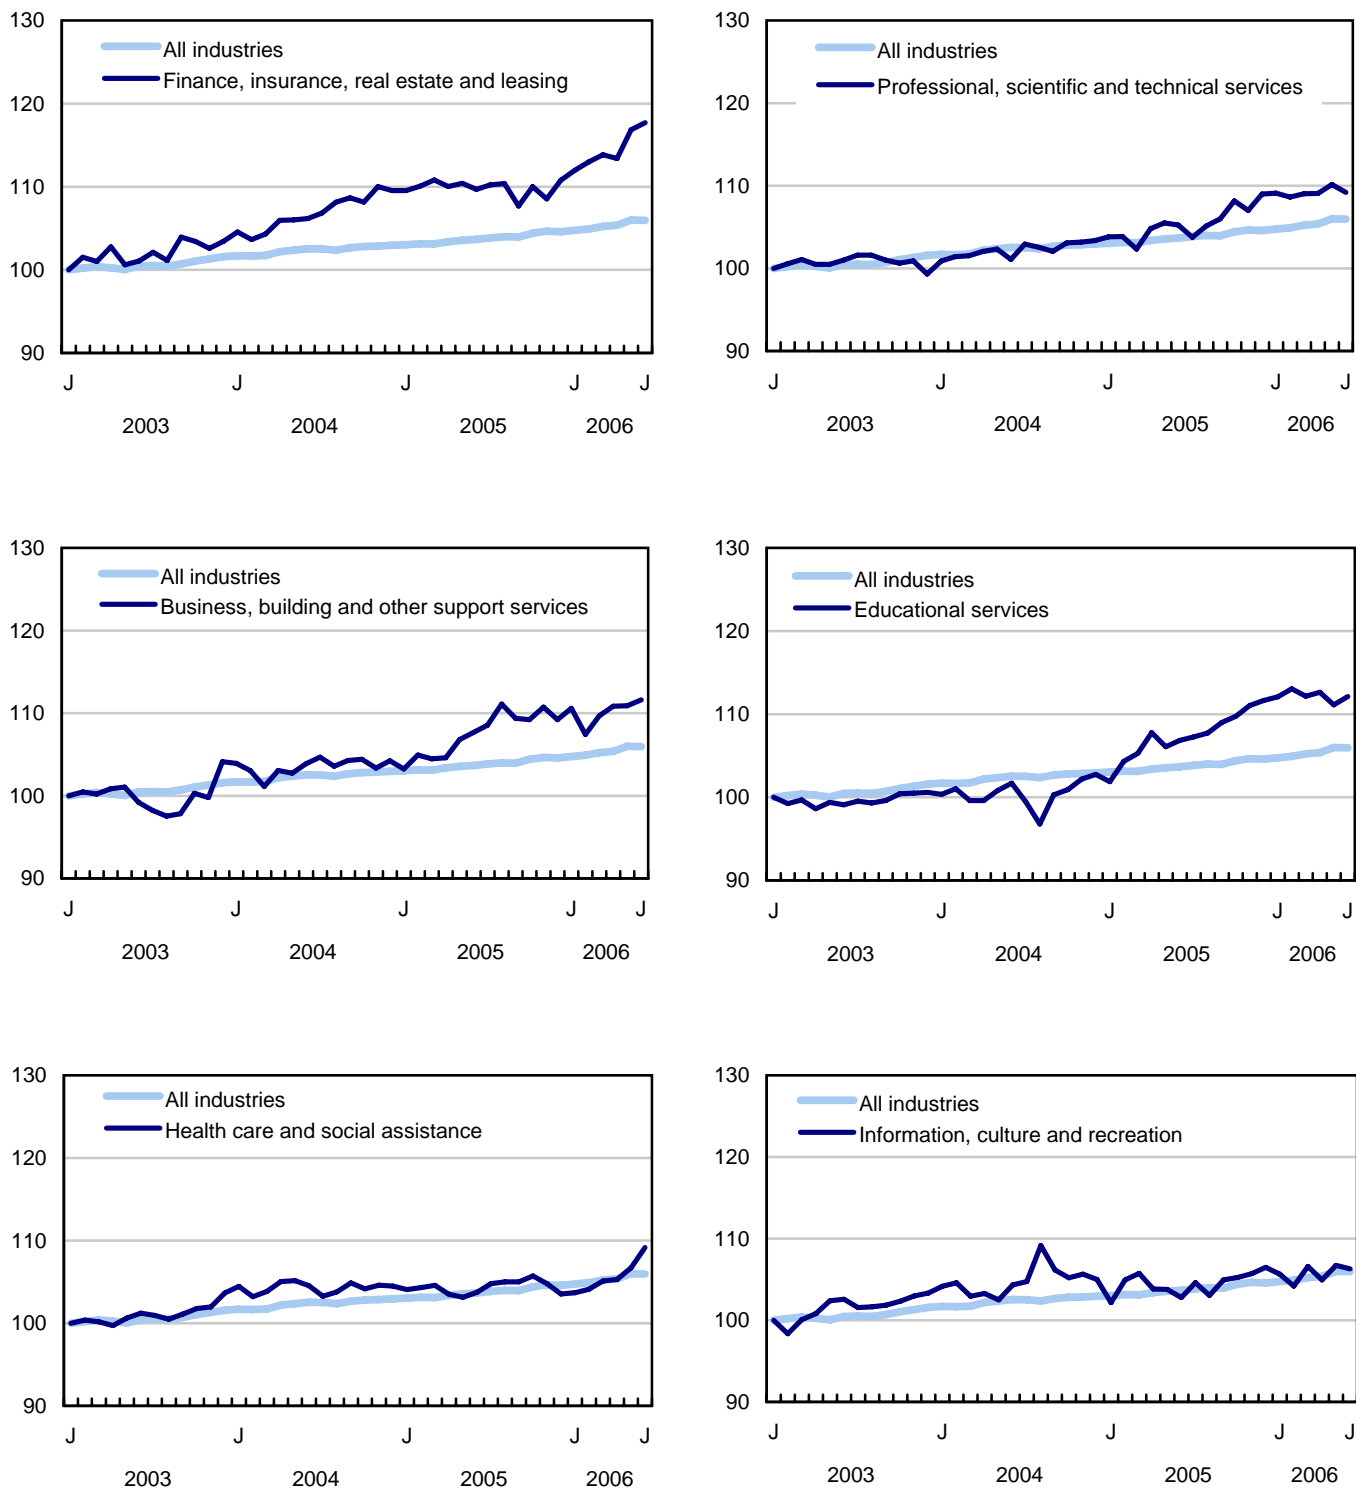 130
All industries
Finance, insurance, real estate and leasing
120
110
100
90
J J J J J
2003 2004 2005 2006
130
All industries
Professional, scientific and technical services
120
110
100
90
J J J J J
2003 2004 2005 2006
130
All industries
Business, building and other support services
120
110
100
90
J J J J J
2003 2004 2005 2006
130
All industries
Educational services
120
110
100
90
J J J J J
2003 2004 2005 2006
130
All industries
Health care and social assistance
120
110
100
90
J J J J J
2003 2004 2005 2006
130
All industries
Information, culture and recreation
120
110
100
90
J J J J J
2003 2004 2005 2006